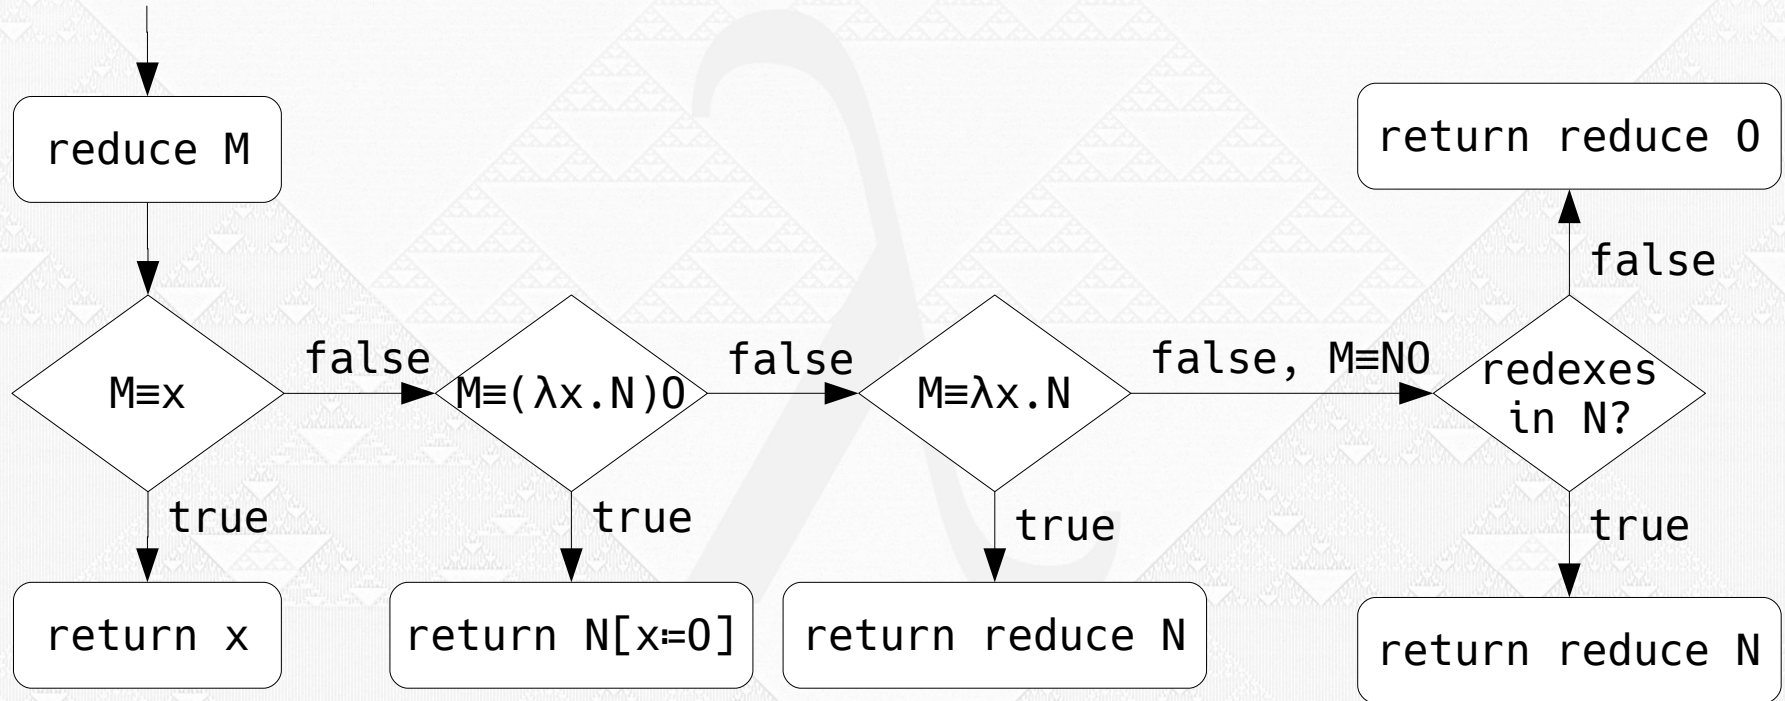 reduce M
return reduce O
false
M≡x
false
M≡(λx.N)O
false
M≡λx.N
false, M≡NO
redexes
in N?
true
true
true
true
return x
return N[x≔O]
return reduce N
return reduce N
λ